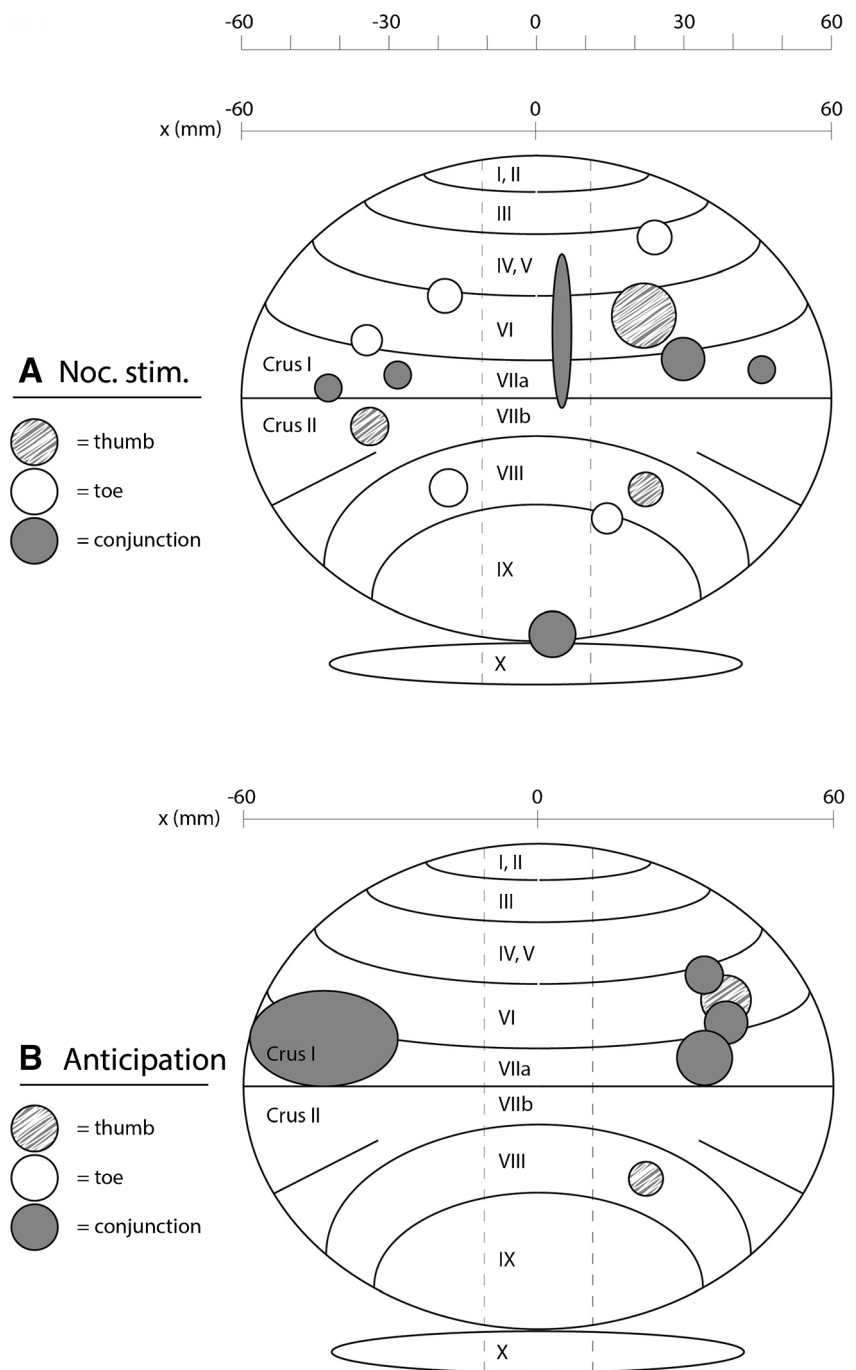 -60 -30 0 30 60
-60 0 60
x (mm)
I, II
III
IV, V
VI
Crus I
VIIa
A Noc. stim.
VIIb
Crus II
= thumb
VIII
= toe
= conjunction
IX
X
-60 0 60
x (mm)
I, II
III
IV, V
VI
Crus I
B Anticipation
VIIa
VIIb
Crus II
= thumb
VIII
= toe
= conjunction
IX
X